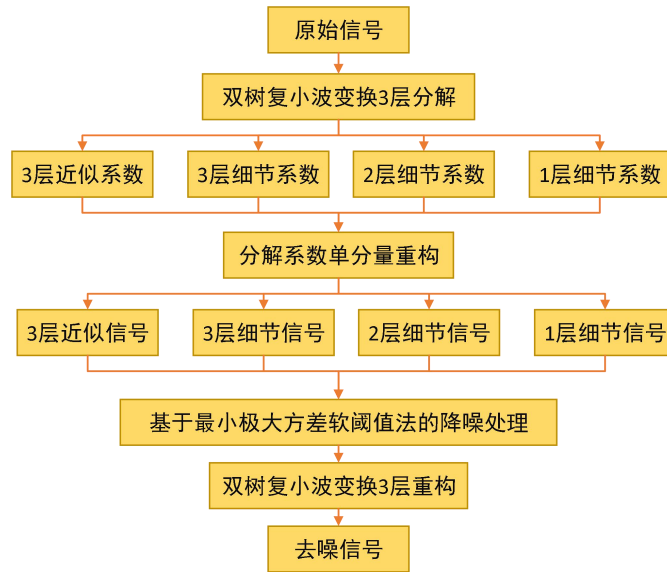 原始信号
双树复小波变换3层分解
3层近似系数
3层细节系数
2层细节系数
1层细节系数
分解系数单分量重构
3层近似信号
3层细节信号
2层细节信号
1层细节信号
基于最小极大方差软阈值法的降噪处理
双树复小波变换3层重构
去噪信号